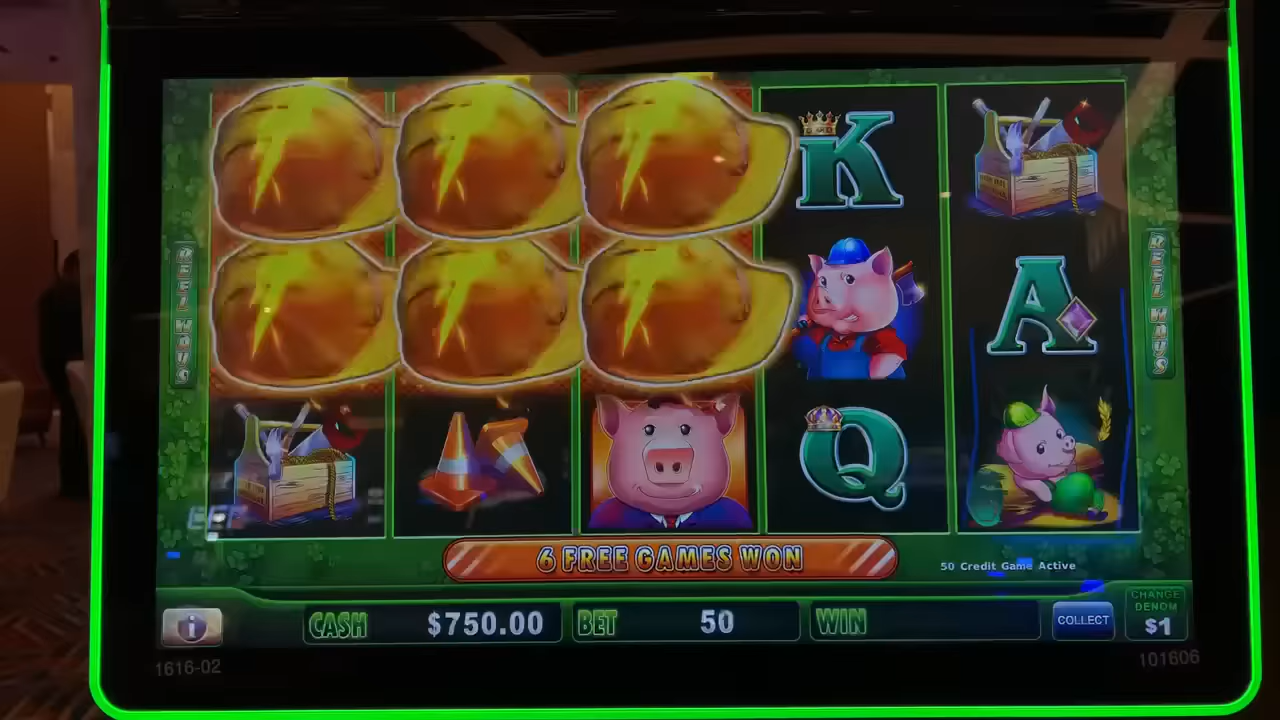 K
A
Q
REEL WAYS
REEL WAYS
6 FREE GAMES WON
50 Credit Game Active
CASH $750.00 BET 50 WIN
COLLECT
CHANGE
DENOM
$1
i
1616-02
101606